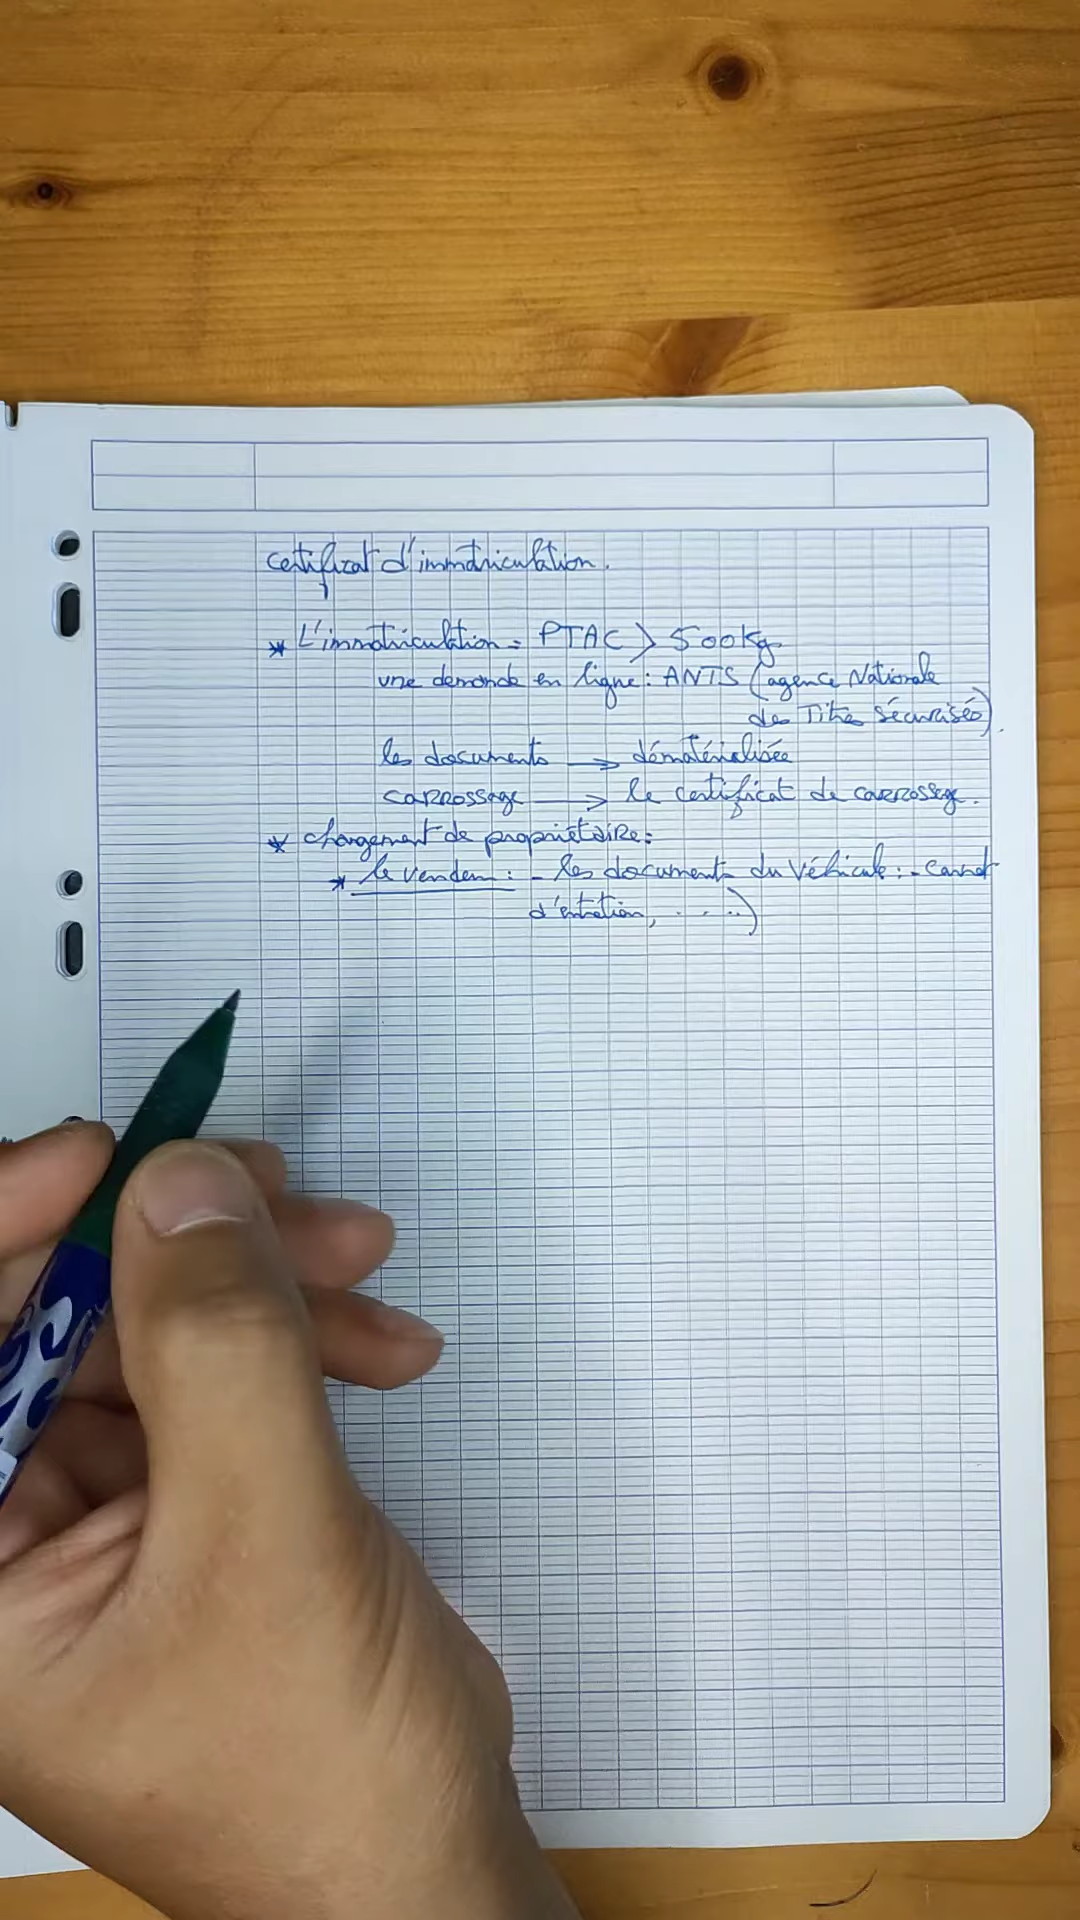 Certificat d'immatriculation.
* L'immatriculation = PTAC > 500kg
une demande en ligne : ANTS (agence Nationale
des Titres Sécurisés).
les documents → dématérialisée
carrossage → le certificat de carrossage.
* changement de propriétaire :
* le vendeur : - les documents du véhicule : - carnet
d'entretien, ....)